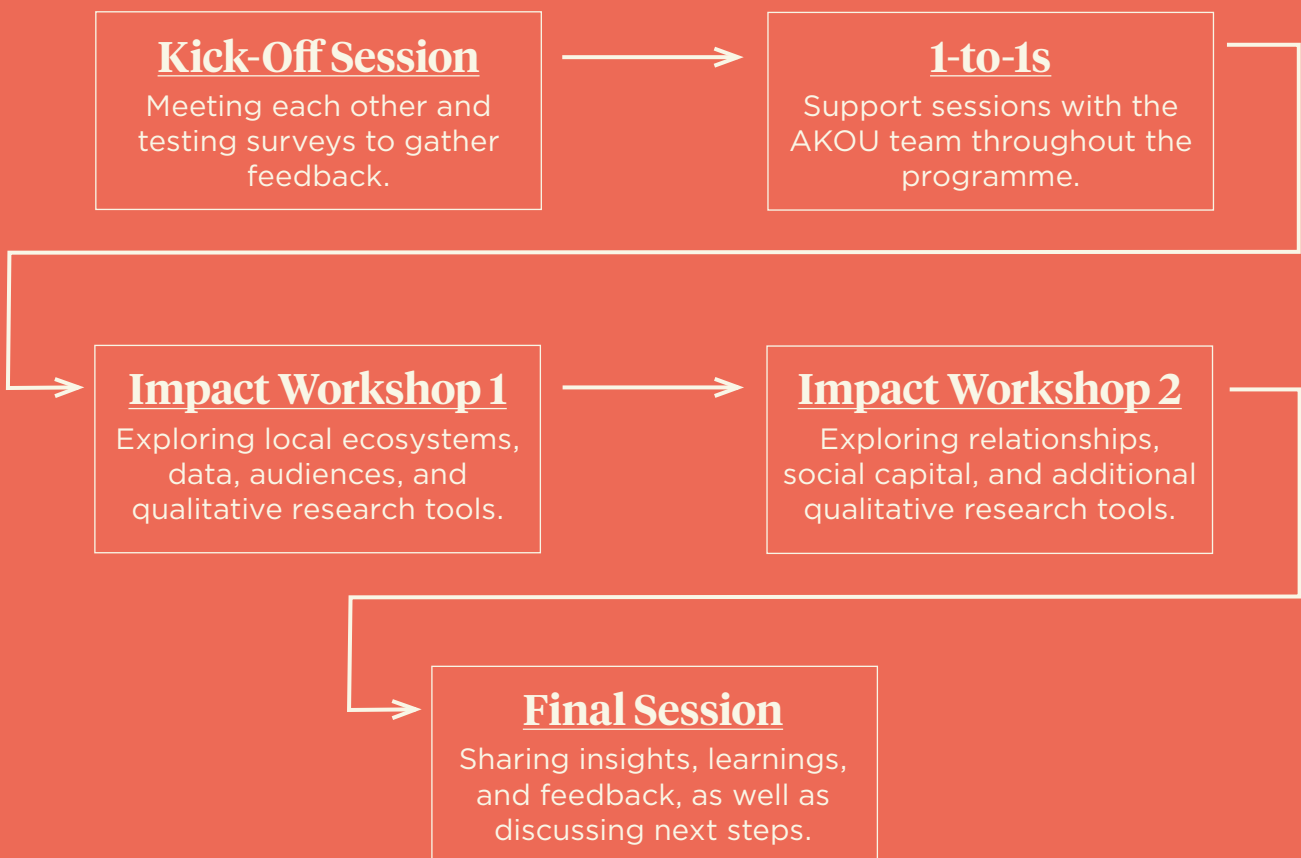 Kick-Off Session
Meeting each other and
testing surveys to gather
feedback.
1-to-1s
Support sessions with the
AKOU team throughout the
programme.
Impact Workshop 1
Exploring local ecosystems,
data, audiences, and
qualitative research tools.
Impact Workshop 2
Exploring relationships,
social capital, and additional
qualitative research tools.
Final Session
Sharing insights, learnings,
and feedback, as well as
discussing next steps.